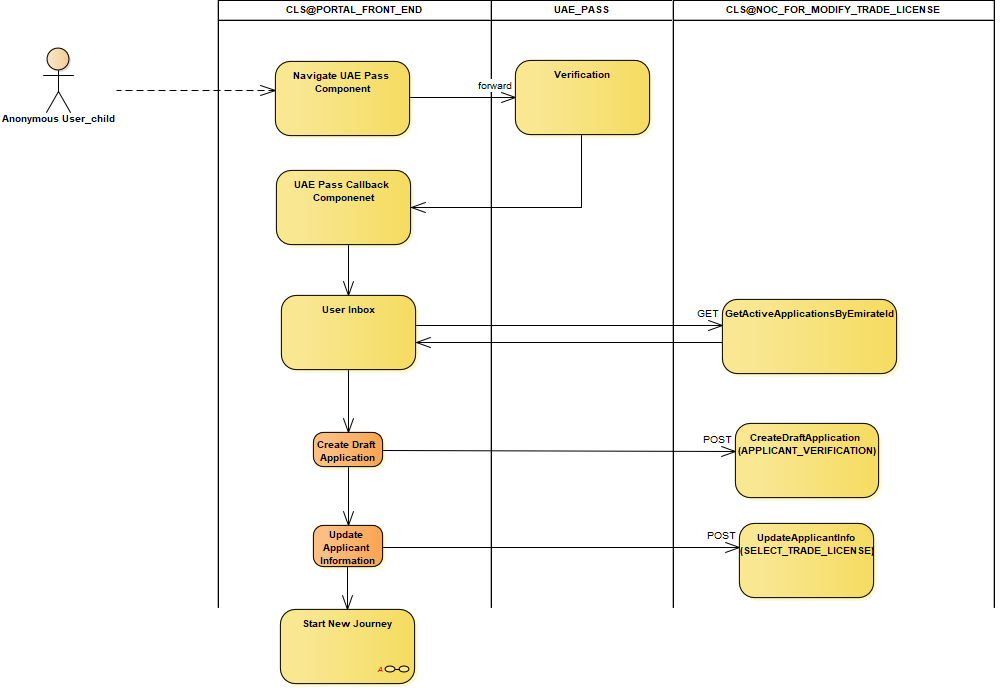 CLS@PORTAL_FRONT_END
UAE_PASS
CLS@NOC_FOR_MODIFY_TRADE_LICENSE
Anonymous User_child
Navigate UAE Pass
Component
forward
Verification
UAE Pass Callback
Componenet
User Inbox
GET
GetActiveApplicationsByEmirateId
Create Draft
Application
POST
CreateDraftApplication
(APPLICANT_VERIFICATION)
Update
Applicant
Information
POST
UpdateApplicantInfo
(SELECT_TRADE_LICENSE)
Start New Journey
A